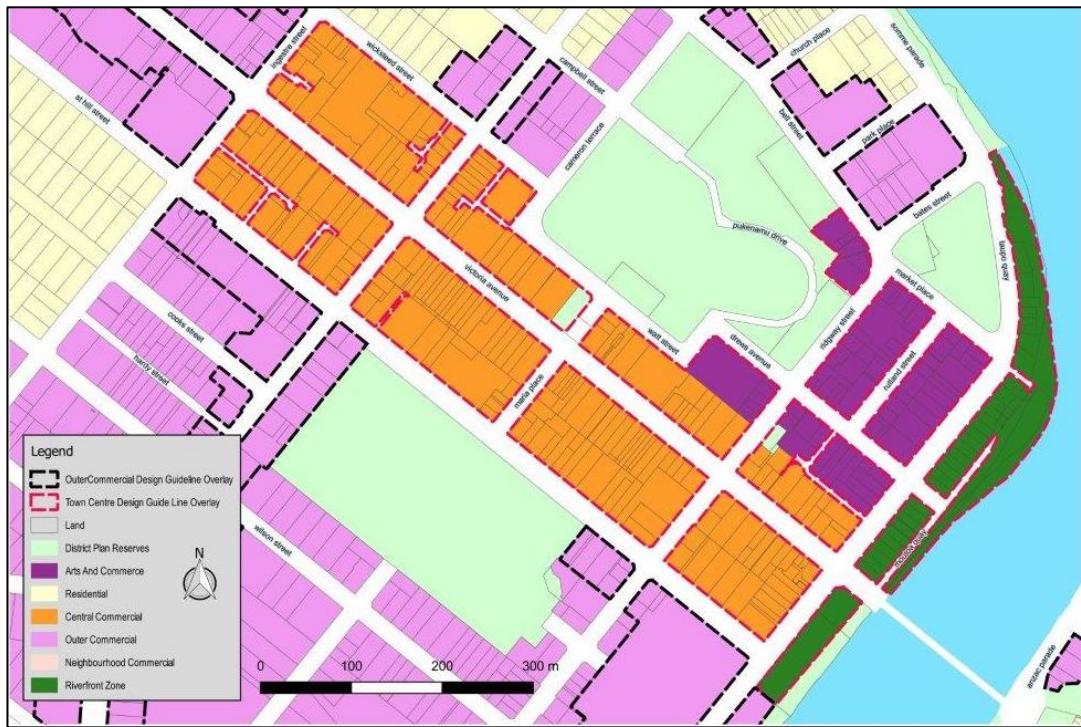 ingestre street
wicksteed street
campbell street
church place
somme parade
st hill street
bell street
park place
cameron terrace
bates street
pukenamu drive
taupo quay
market place
victoria avenue
cooks street
hardy street
watt street
drews avenue
ridgway street
rutland street
maria place
wilson street
moutoa quay
anzac parade
Legend
OuterCommercial Design Guideline Overlay
Town Centre Design Guide Line Overlay
Land
District Plan Reserves
Arts And Commerce
Residential
Central Commercial
Outer Commercial
Neighbourhood Commercial
Riverfront Zone
N
0 100 200 300 m